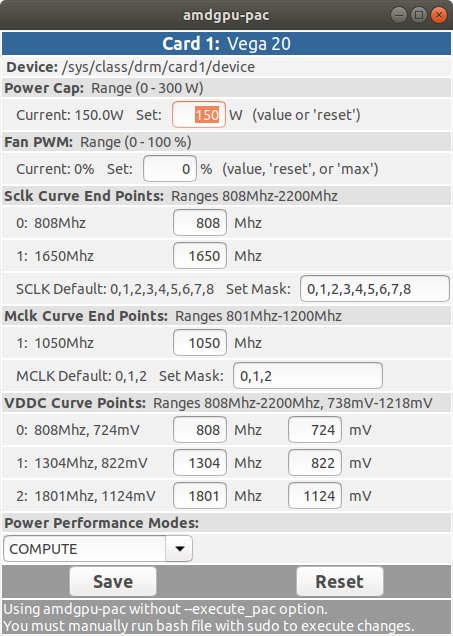 amdgpu-pac
Card 1: Vega 20
Device: /sys/class/drm/card1/device
Power Cap: Range (0 - 300 W)
Current: 150.0W Set: 150 W (value or 'reset')
Fan PWM: Range (0 - 100 %)
Current: 0% Set: 0 % (value, 'reset', or 'max')
Sclk Curve End Points: Ranges 808Mhz-2200Mhz
0: 808Mhz 808 Mhz
1: 1650Mhz 1650 Mhz
SCLK Default: 0,1,2,3,4,5,6,7,8 Set Mask: 0,1,2,3,4,5,6,7,8
Mclk Curve End Points: Ranges 801Mhz-1200Mhz
1: 1050Mhz 1050 Mhz
MCLK Default: 0,1,2 Set Mask: 0,1,2
VDDC Curve Points: Ranges 808Mhz-2200Mhz, 738mV-1218mV
0: 808Mhz, 724mV 808 Mhz 724 mV
1: 1304Mhz, 822mV 1304 Mhz 822 mV
2: 1801Mhz, 1124mV 1801 Mhz 1124 mV
Power Performance Modes:
COMPUTE
Save Reset
Using amdgpu-pac without --execute_pac option.
You must manually run bash file with sudo to execute changes.